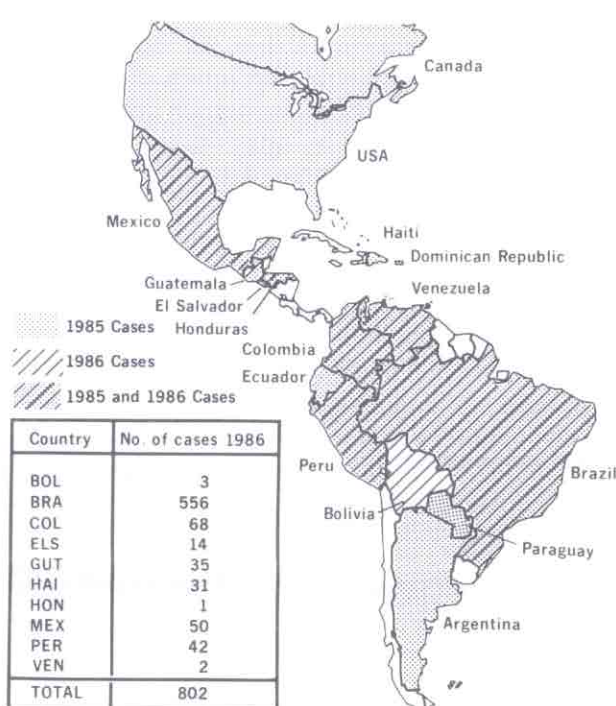 Canada
USA
Mexico
Haiti
Dominican Republic
Guatemala
Venezuela
El Salvador
Honduras
1985 Cases
Colombia
1986 Cases
Ecuador
1985 and 1986 Cases
Country No. of cases 1986
BOL 3
BRA 556
COL 68
ELS 14
GUT 35
HAI 31
HON 1
MEX 50
PER 42
VEN 2
TOTAL 802
Peru
Brazil
Bolivia
Paraguay
Argentina